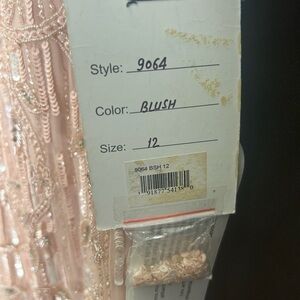 Style: 9064
Color: BLUSH
Size: 12
9064 BSH 12